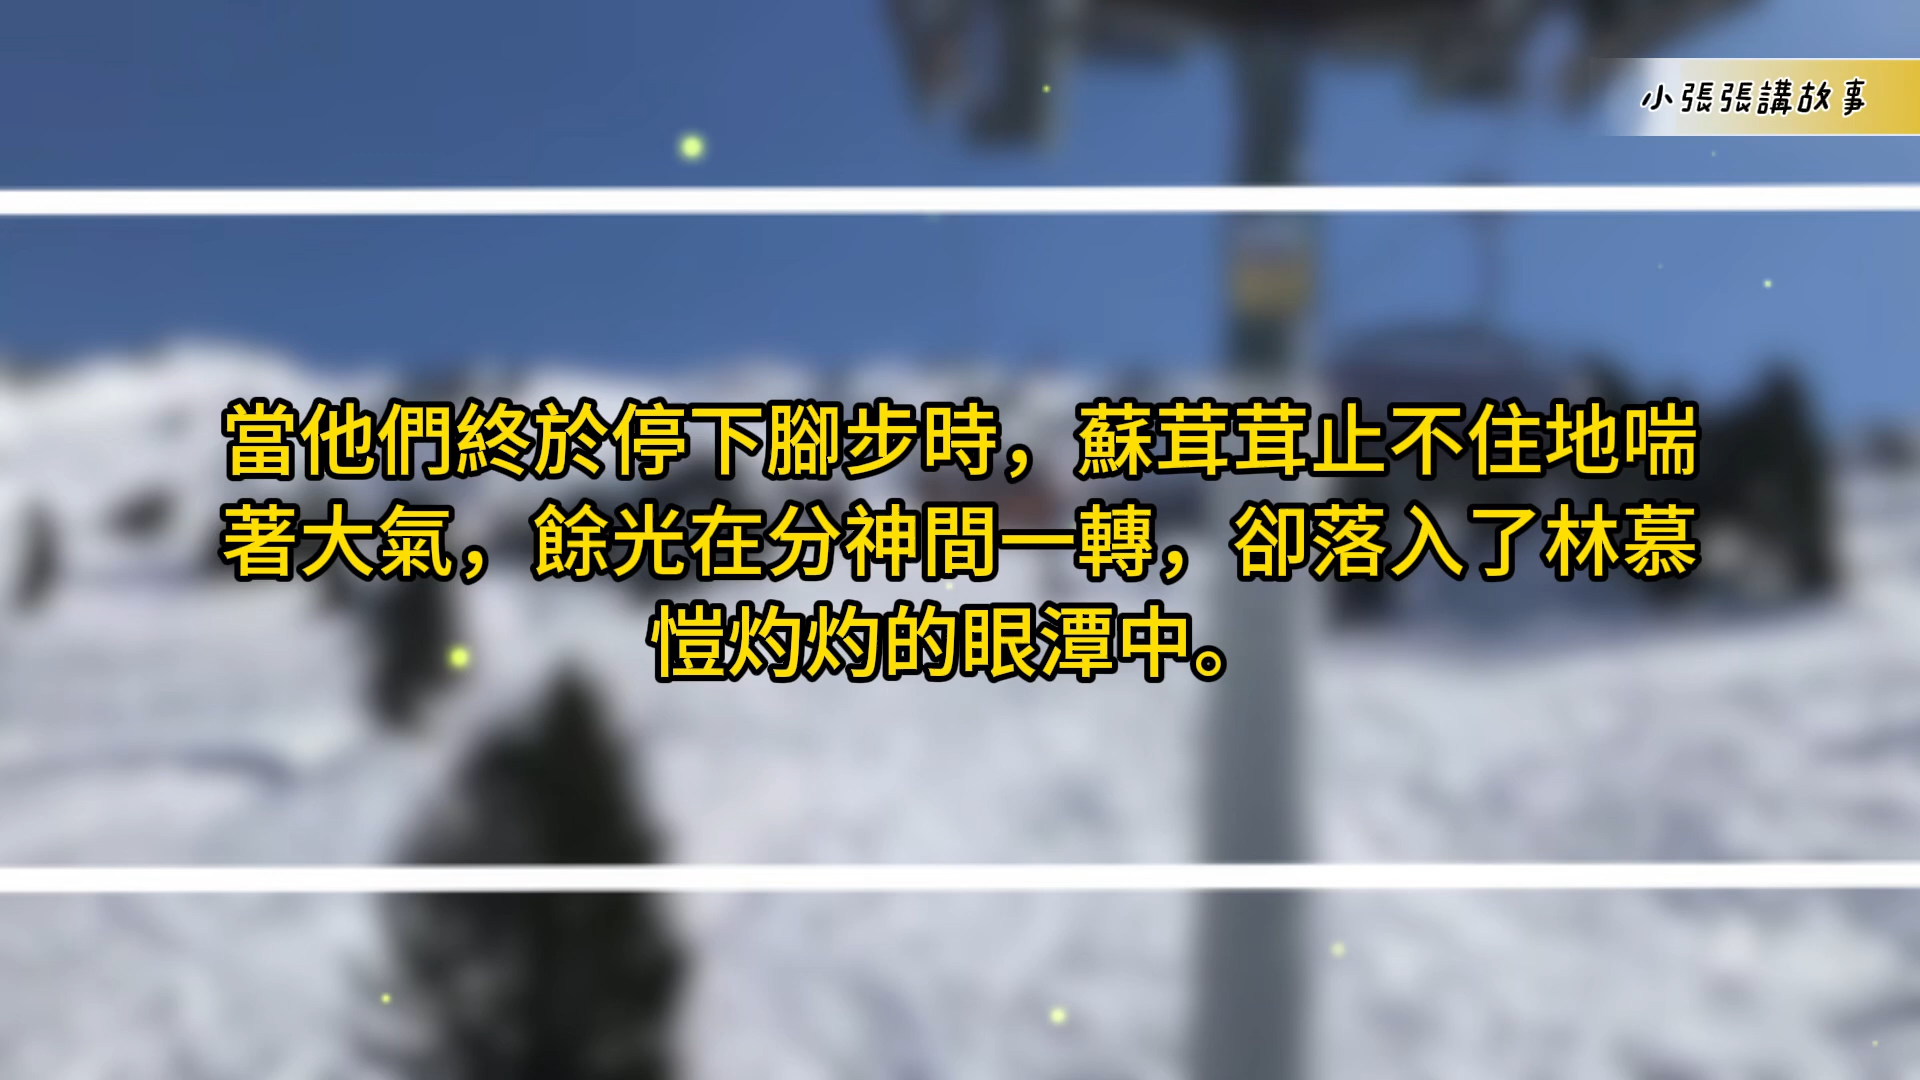 小張張講故事
當他們終於停下腳步時，蘇茸茸止不住地喘
著大氣，餘光在分神間一轉，卻落入了林慕
愷灼灼的眼潭中。